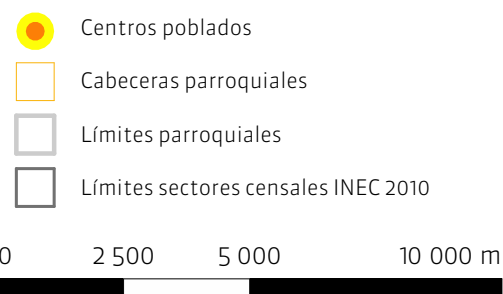 Centros poblados
Cabeceras parroquiales
Límites parroquiales
Límites sectores censales INEC 2010
0 2 500 5 000 10 000 m